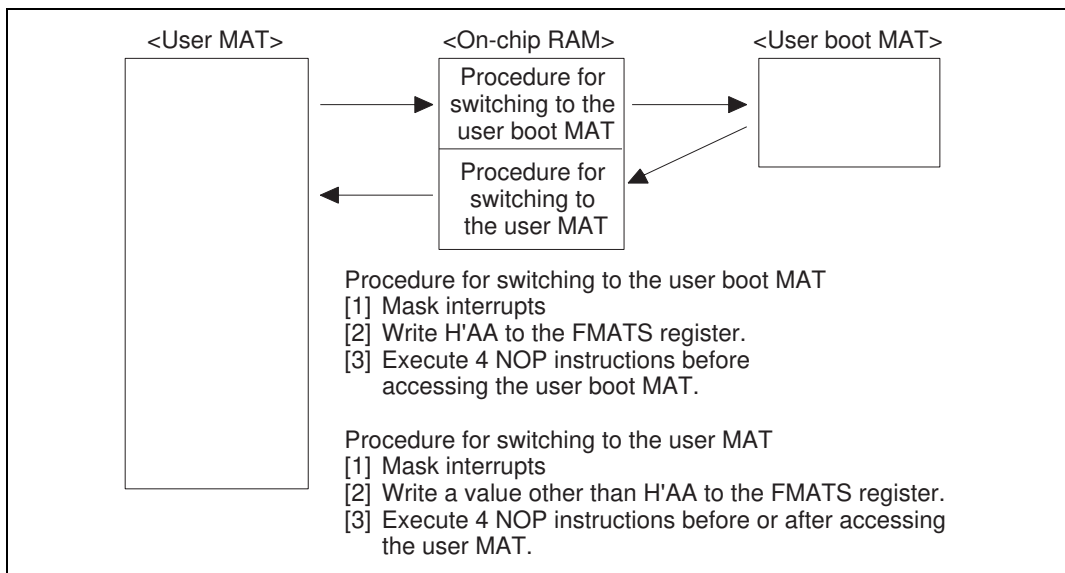 <User MAT>
<On-chip RAM>
<User boot MAT>
Procedure for
switching to the
user boot MAT
Procedure for
switching to
the user MAT
Procedure for switching to the user boot MAT
[1] Mask interrupts
[2] Write H'AA to the FMATS register.
[3] Execute 4 NOP instructions before
accessing the user boot MAT.
Procedure for switching to the user MAT
[1] Mask interrupts
[2] Write a value other than H'AA to the FMATS register.
[3] Execute 4 NOP instructions before or after accessing
the user MAT.